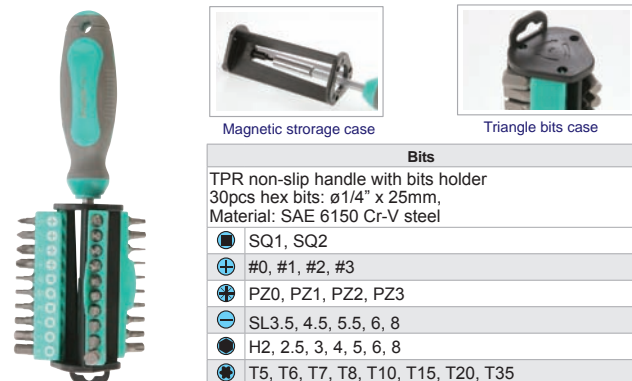 Magnetic strorage case
Triangle bits case
Bits
TPR non-slip handle with bits holder
30pcs hex bits: ø1/4” x 25mm,
Material: SAE 6150 Cr-V steel
SQ1, SQ2
#0, #1, #2, #3
PZ0, PZ1, PZ2, PZ3
SL3.5, 4.5, 5.5, 6, 8
H2, 2.5, 3, 4, 5, 6, 8
T5, T6, T7, T8, T10, T15, T20, T35